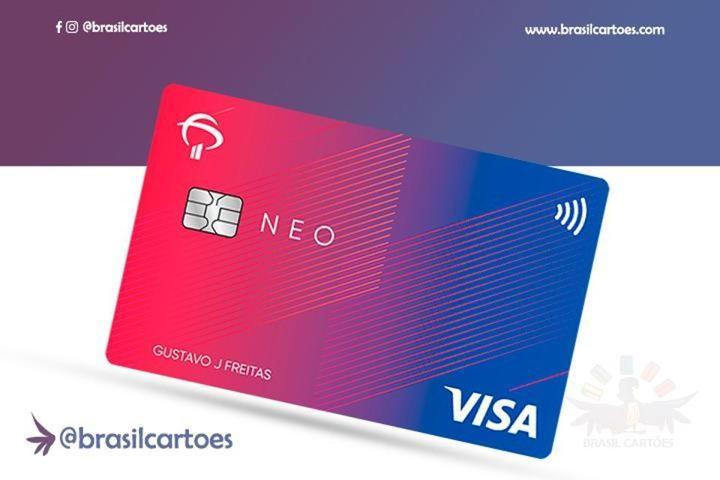 @brasilcartoes
www.brasilcartoes.com
NEO
GUSTAVO J FREITAS
VISA
@brasilcartoes
BRASIL CARTÕES